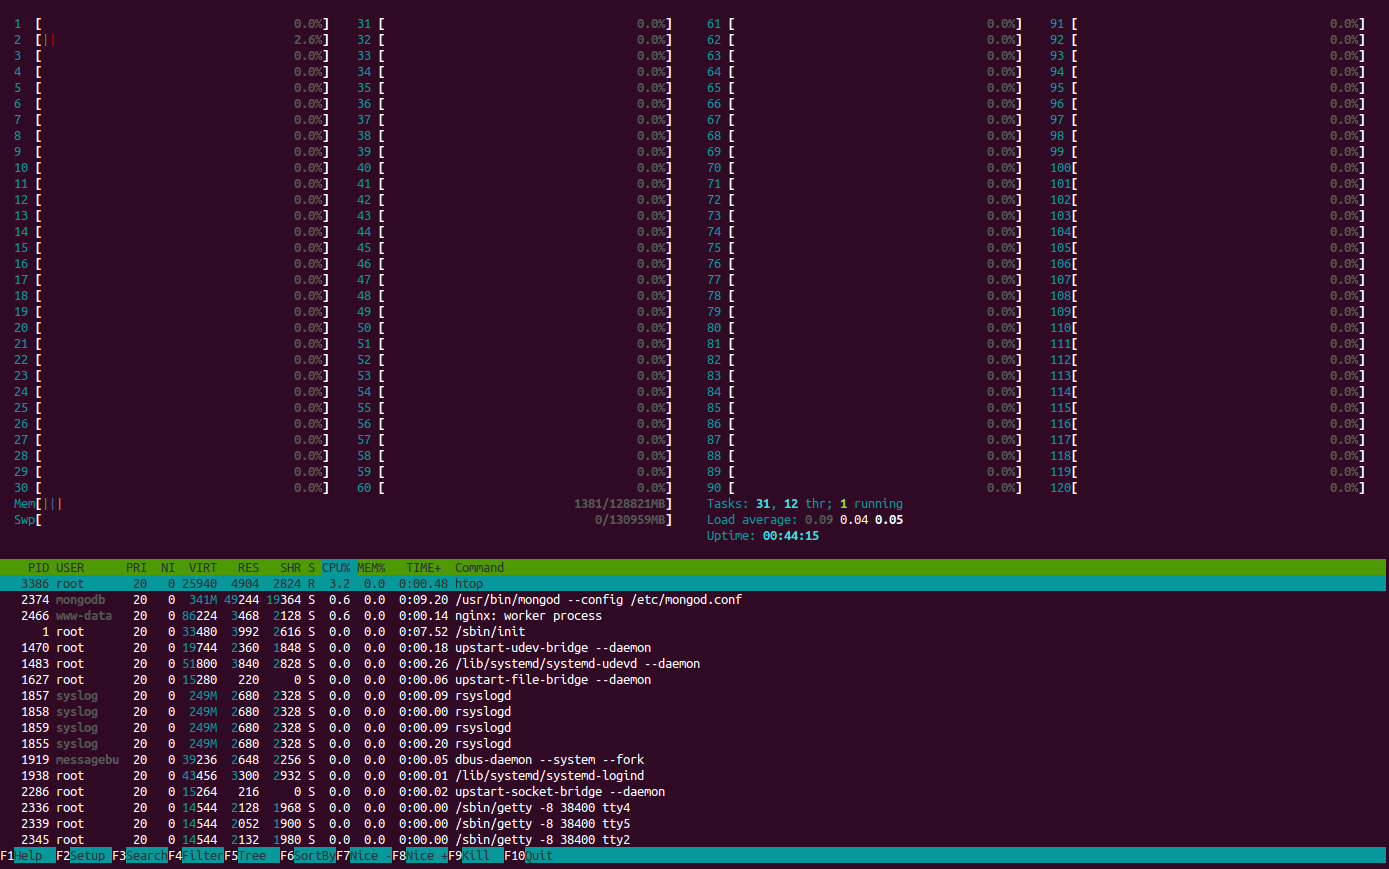 1 [ 0.0%] 31 [ 0.0%] 61 [ 0.0%] 91 [ 0.0%]
2 [|| 2.6%] 32 [ 0.0%] 62 [ 0.0%] 92 [ 0.0%]
3 [ 0.0%] 33 [ 0.0%] 63 [ 0.0%] 93 [ 0.0%]
4 [ 0.0%] 34 [ 0.0%] 64 [ 0.0%] 94 [ 0.0%]
5 [ 0.0%] 35 [ 0.0%] 65 [ 0.0%] 95 [ 0.0%]
6 [ 0.0%] 36 [ 0.0%] 66 [ 0.0%] 96 [ 0.0%]
7 [ 0.0%] 37 [ 0.0%] 67 [ 0.0%] 97 [ 0.0%]
8 [ 0.0%] 38 [ 0.0%] 68 [ 0.0%] 98 [ 0.0%]
9 [ 0.0%] 39 [ 0.0%] 69 [ 0.0%] 99 [ 0.0%]
10 [ 0.0%] 40 [ 0.0%] 70 [ 0.0%] 100[ 0.0%]
11 [ 0.0%] 41 [ 0.0%] 71 [ 0.0%] 101[ 0.0%]
12 [ 0.0%] 42 [ 0.0%] 72 [ 0.0%] 102[ 0.0%]
13 [ 0.0%] 43 [ 0.0%] 73 [ 0.0%] 103[ 0.0%]
14 [ 0.0%] 44 [ 0.0%] 74 [ 0.0%] 104[ 0.0%]
15 [ 0.0%] 45 [ 0.0%] 75 [ 0.0%] 105[ 0.0%]
16 [ 0.0%] 46 [ 0.0%] 76 [ 0.0%] 106[ 0.0%]
17 [ 0.0%] 47 [ 0.0%] 77 [ 0.0%] 107[ 0.0%]
18 [ 0.0%] 48 [ 0.0%] 78 [ 0.0%] 108[ 0.0%]
19 [ 0.0%] 49 [ 0.0%] 79 [ 0.0%] 109[ 0.0%]
20 [ 0.0%] 50 [ 0.0%] 80 [ 0.0%] 110[ 0.0%]
21 [ 0.0%] 51 [ 0.0%] 81 [ 0.0%] 111[ 0.0%]
22 [ 0.0%] 52 [ 0.0%] 82 [ 0.0%] 112[ 0.0%]
23 [ 0.0%] 53 [ 0.0%] 83 [ 0.0%] 113[ 0.0%]
24 [ 0.0%] 54 [ 0.0%] 84 [ 0.0%] 114[ 0.0%]
25 [ 0.0%] 55 [ 0.0%] 85 [ 0.0%] 115[ 0.0%]
26 [ 0.0%] 56 [ 0.0%] 86 [ 0.0%] 116[ 0.0%]
27 [ 0.0%] 57 [ 0.0%] 87 [ 0.0%] 117[ 0.0%]
28 [ 0.0%] 58 [ 0.0%] 88 [ 0.0%] 118[ 0.0%]
29 [ 0.0%] 59 [ 0.0%] 89 [ 0.0%] 119[ 0.0%]
30 [ 0.0%] 60 [ 0.0%] 90 [ 0.0%] 120[ 0.0%]
Mem[||| 1381/128821MB] Tasks: 31, 12 thr; 1 running
Swp[ 0/130959MB] Load average: 0.09 0.04 0.05
Uptime: 00:44:15
PID USER PRI NI VIRT RES SHR S CPU% MEM% TIME+ Command
3386 root 20 0 25940 4904 2824 R 3.2 0.0 0:00.48 htop
2374 mongodb 20 0 341M 49244 19364 S 0.6 0.0 0:09.20 /usr/bin/mongod --config /etc/mongod.conf
2466 www-data 20 0 86224 3468 2128 S 0.6 0.0 0:00.14 nginx: worker process
1 root 20 0 33480 3992 2616 S 0.0 0.0 0:07.52 /sbin/init
1470 root 20 0 19744 2360 1848 S 0.0 0.0 0:00.18 upstart-udev-bridge --daemon
1483 root 20 0 51800 3840 2828 S 0.0 0.0 0:00.26 /lib/systemd/systemd-udevd --daemon
1627 root 20 0 15280 220 0 S 0.0 0.0 0:00.06 upstart-file-bridge --daemon
1857 syslog 20 0 249M 2680 2328 S 0.0 0.0 0:00.09 rsyslogd
1858 syslog 20 0 249M 2680 2328 S 0.0 0.0 0:00.00 rsyslogd
1859 syslog 20 0 249M 2680 2328 S 0.0 0.0 0:00.09 rsyslogd
1855 syslog 20 0 249M 2680 2328 S 0.0 0.0 0:00.20 rsyslogd
1919 messagebu 20 0 39236 2648 2256 S 0.0 0.0 0:00.05 dbus-daemon --system --fork
1938 root 20 0 43456 3300 2932 S 0.0 0.0 0:00.01 /lib/systemd/systemd-logind
2286 root 20 0 15264 216 0 S 0.0 0.0 0:00.02 upstart-socket-bridge --daemon
2336 root 20 0 14544 2128 1968 S 0.0 0.0 0:00.00 /sbin/getty -8 38400 tty4
2339 root 20 0 14544 2052 1900 S 0.0 0.0 0:00.00 /sbin/getty -8 38400 tty5
2345 root 20 0 14544 2132 1980 S 0.0 0.0 0:00.00 /sbin/getty -8 38400 tty2
F1Help F2Setup F3SearchF4FilterF5Tree F6SortByF7Nice -F8Nice +F9Kill F10Quit